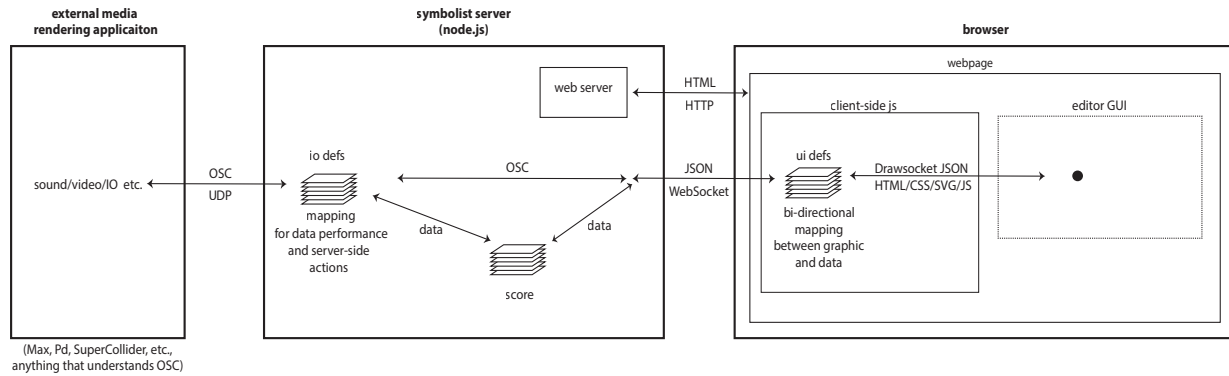 external media
rendering applicaiton
symbolist server
(node.js)
browser
webpage
web server
HTML
HTTP
client-side js
editor GUI
io defs
ui defs
sound/video/IO etc.
OSC
UDP
OSC
JSON
WebSocket
Drawsocket JSON
HTML/CSS/SVG/JS
mapping
for data performance
and server-side
actions
data
data
score
bi-directional
mapping
between graphic
and data
(Max, Pd, SuperCollider, etc.,
anything that understands OSC)